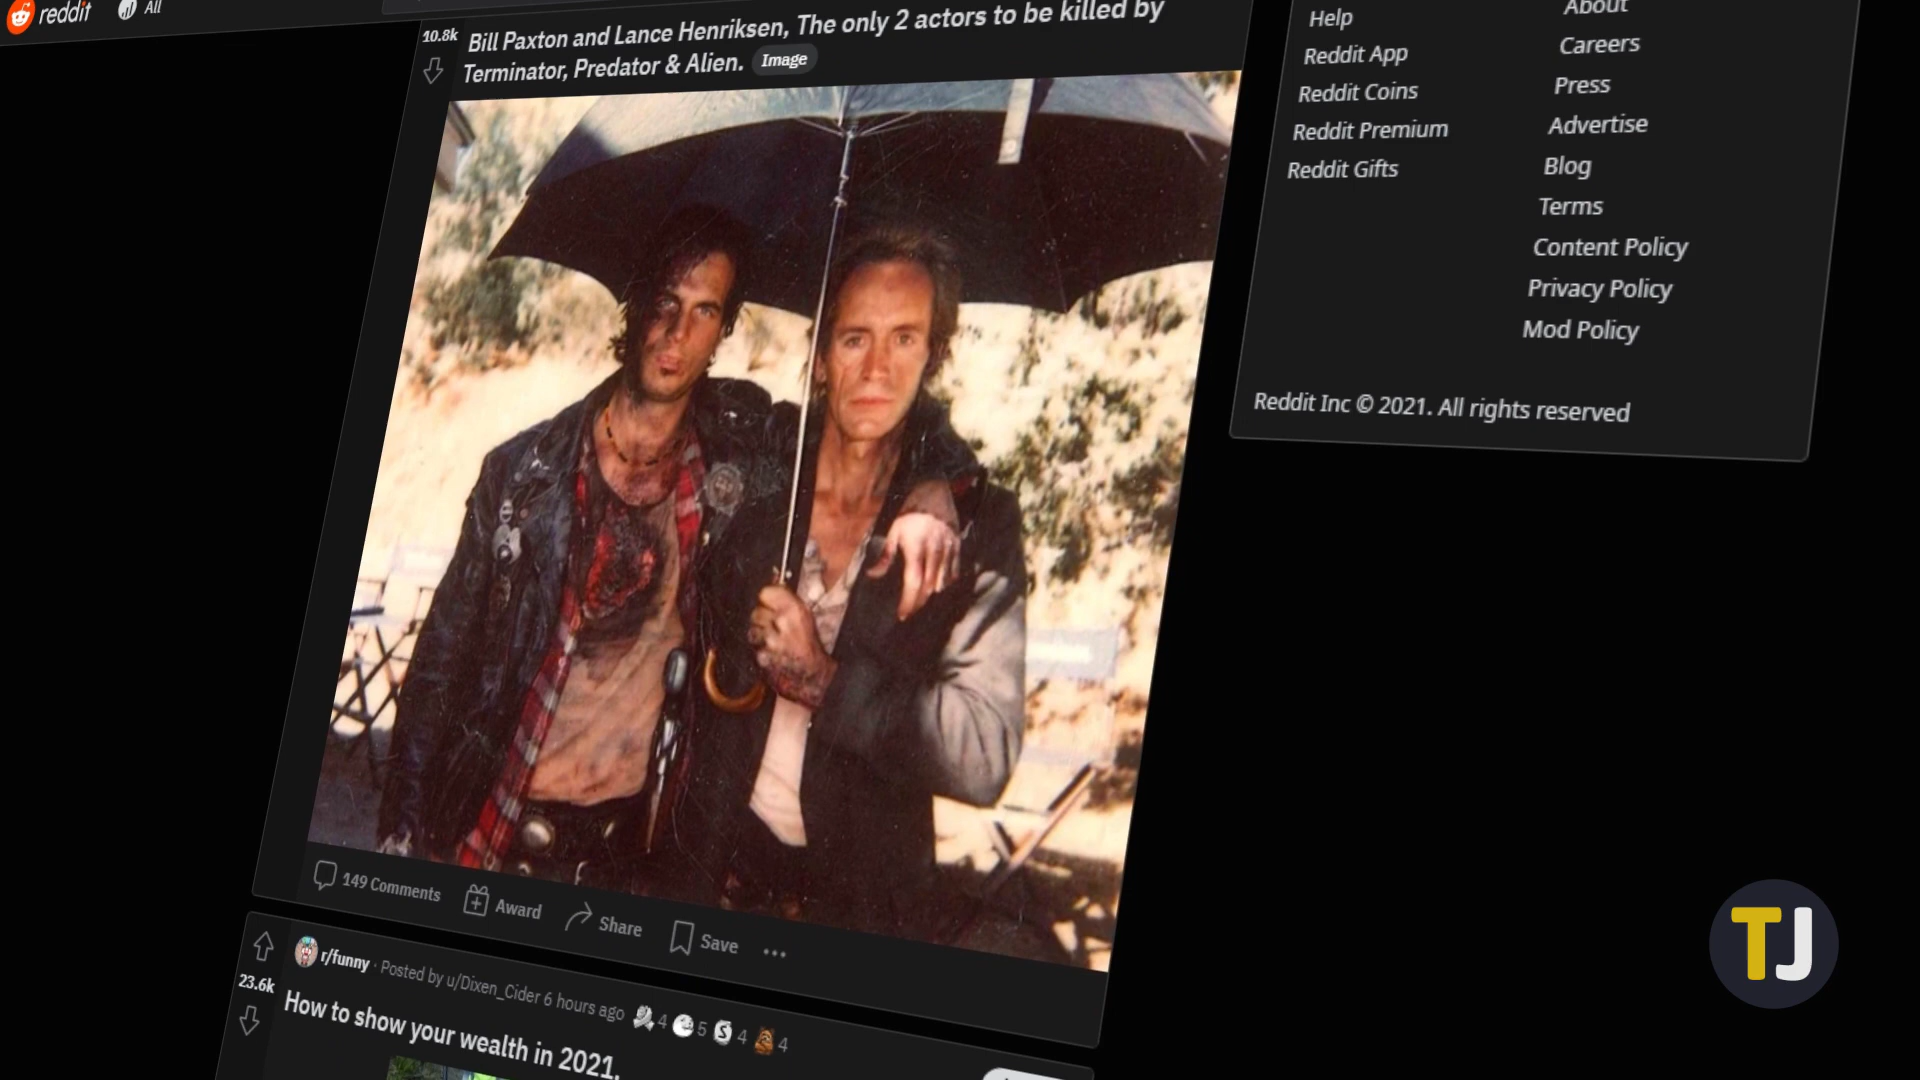 reddit
All
10.8k
Bill Paxton and Lance Henriksen, The only 2 actors to be killed by
Terminator, Predator & Alien. Image
149 Comments
Award
Share
Save
23.6k
r/funny · Posted by u/Dixen_Cider 6 hours ago 4 5 S 4 4
How to show your wealth in 2021.
Help
Reddit App
Reddit Coins
Reddit Premium
Reddit Gifts
About
Careers
Press
Advertise
Blog
Terms
Content Policy
Privacy Policy
Mod Policy
Reddit Inc © 2021. All rights reserved
TJ